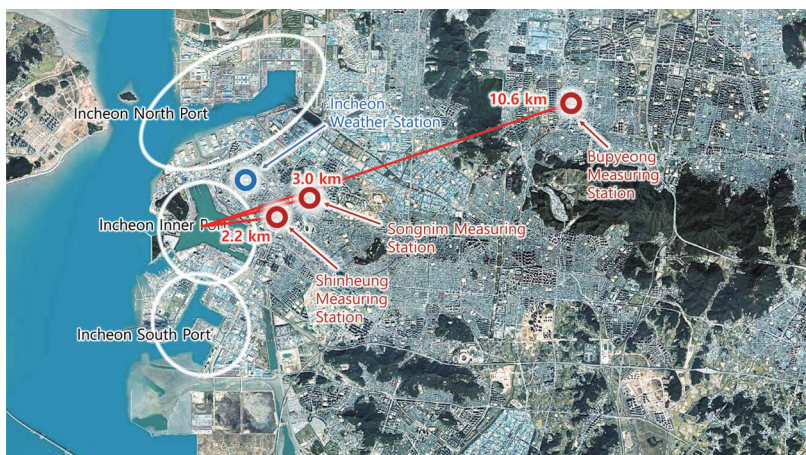 10.6 km
Incheon North Port
Incheon
Weather Station
Bupyeong
Measuring
Station
3.0 km
Incheon Inner Port
2.2 km
Songnim Measuring
Station
Shinheung
Measuring
Station
Incheon South Port